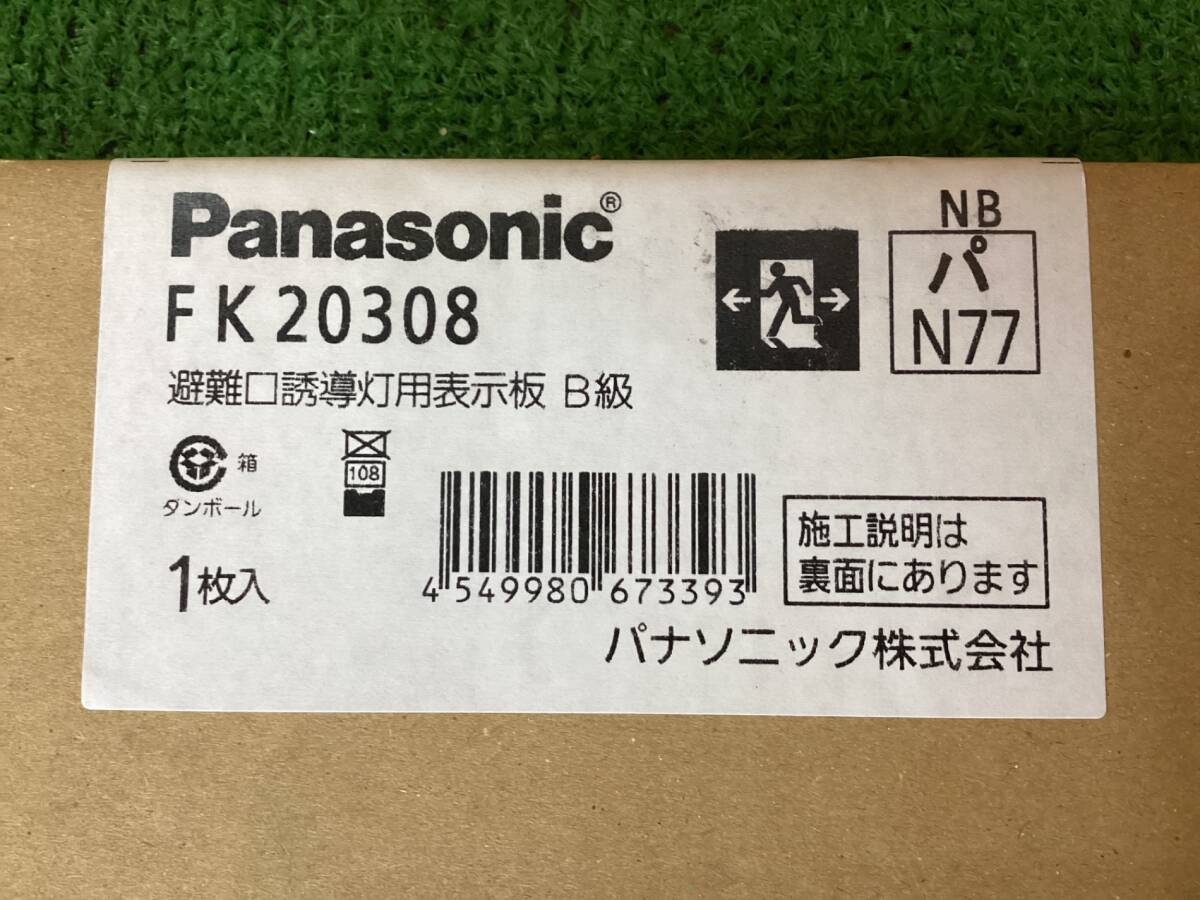 Panasonic®
FK20308
避難口誘導灯用表示板 B級
NB
パ
N77
箱
ダンボール
108
1枚入
4 549980 673393
施工説明は
裏面にあります
パナソニック株式会社